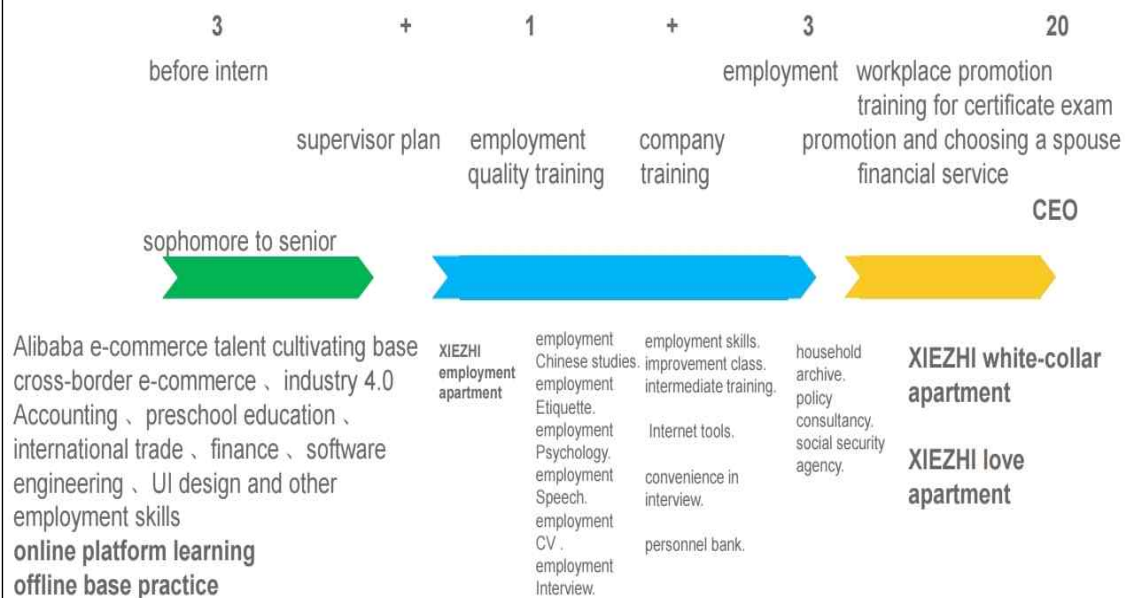 3 + 1 + 3 20
before intern
employment
workplace promotion
training for certificate exam
promotion and choosing a spouse
financial service
supervisor plan
employment
quality training
company
training
CEO
sophomore to senior
Alibaba e-commerce talent cultivating base
cross-border e-commerce 、industry 4.0
Accounting 、preschool education 、
international trade 、finance 、software
engineering 、UI design and other
employment skills
online platform learning
offline base practice
XIEZHI
employment
apartment
employment
Chinese studies.
employment
Etiquette.
employment
Psychology.
employment
Speech.
employment
CV .
employment
Interview.
employment skills.
improvement class.
intermediate training.
Internet tools.
convenience in
interview.
personnel bank.
household
archive.
policy
consultancy.
social security
agency.
XIEZHI white-collar
apartment
XIEZHI love
apartment